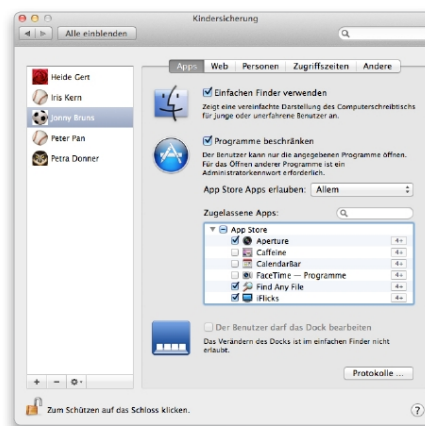 Kindersicherung
Alle einblenden
Apps Web Personen Zugriffszeiten Andere
Heide Gert
Iris Kern
Jonny Bruns
Peter Pan
Petra Donner
Einfachen Finder verwenden
Zeigt eine vereinfachte Darstellung des Computerschreibtischs
für junge oder unerfahrene Benutzer an.
Programme beschränken
Der Benutzer kann nur die angegebenen Programme öffnen.
Für das Öffnen anderer Programme ist ein
Administratorkennwort erforderlich.
App Store Apps erlauben: Allem
Zugelassene Apps:
App Store
Aperture 4+
Caffeine 4+
CalendarBar 4+
FaceTime — Programme 4+
Find Any File 4+
iFlicks 4+
Der Benutzer darf das Dock bearbeiten
Das Verändern des Docks ist im einfachen Finder nicht
erlaubt.
Protokolle ...
Zum Schützen auf das Schloss klicken.
?